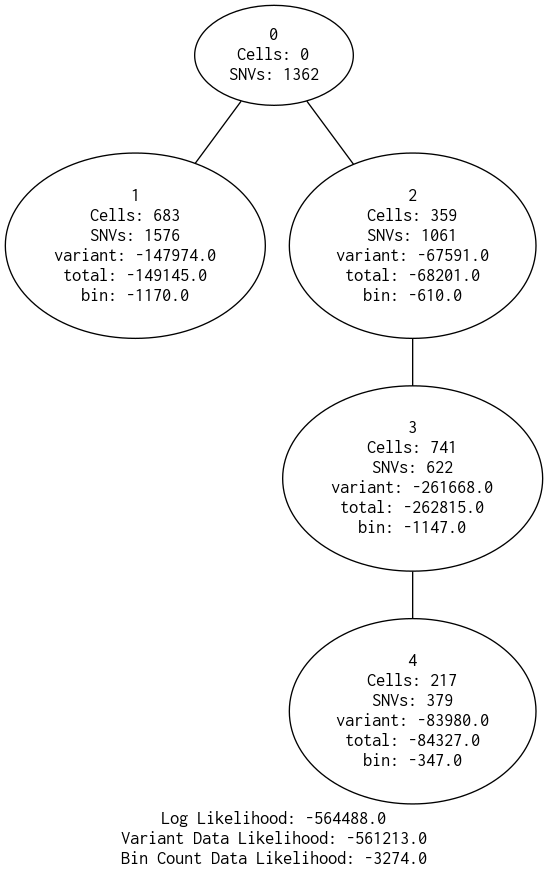 0
Cells: 0
SNVs: 1362
1
Cells: 683
SNVs: 1576
variant: -147974.0
total: -149145.0
bin: -1170.0
2
Cells: 359
SNVs: 1061
variant: -67591.0
total: -68201.0
bin: -610.0
3
Cells: 741
SNVs: 622
variant: -261668.0
total: -262815.0
bin: -1147.0
4
Cells: 217
SNVs: 379
variant: -83980.0
total: -84327.0
bin: -347.0
Log Likelihood: -564488.0
Variant Data Likelihood: -561213.0
Bin Count Data Likelihood: -3274.0